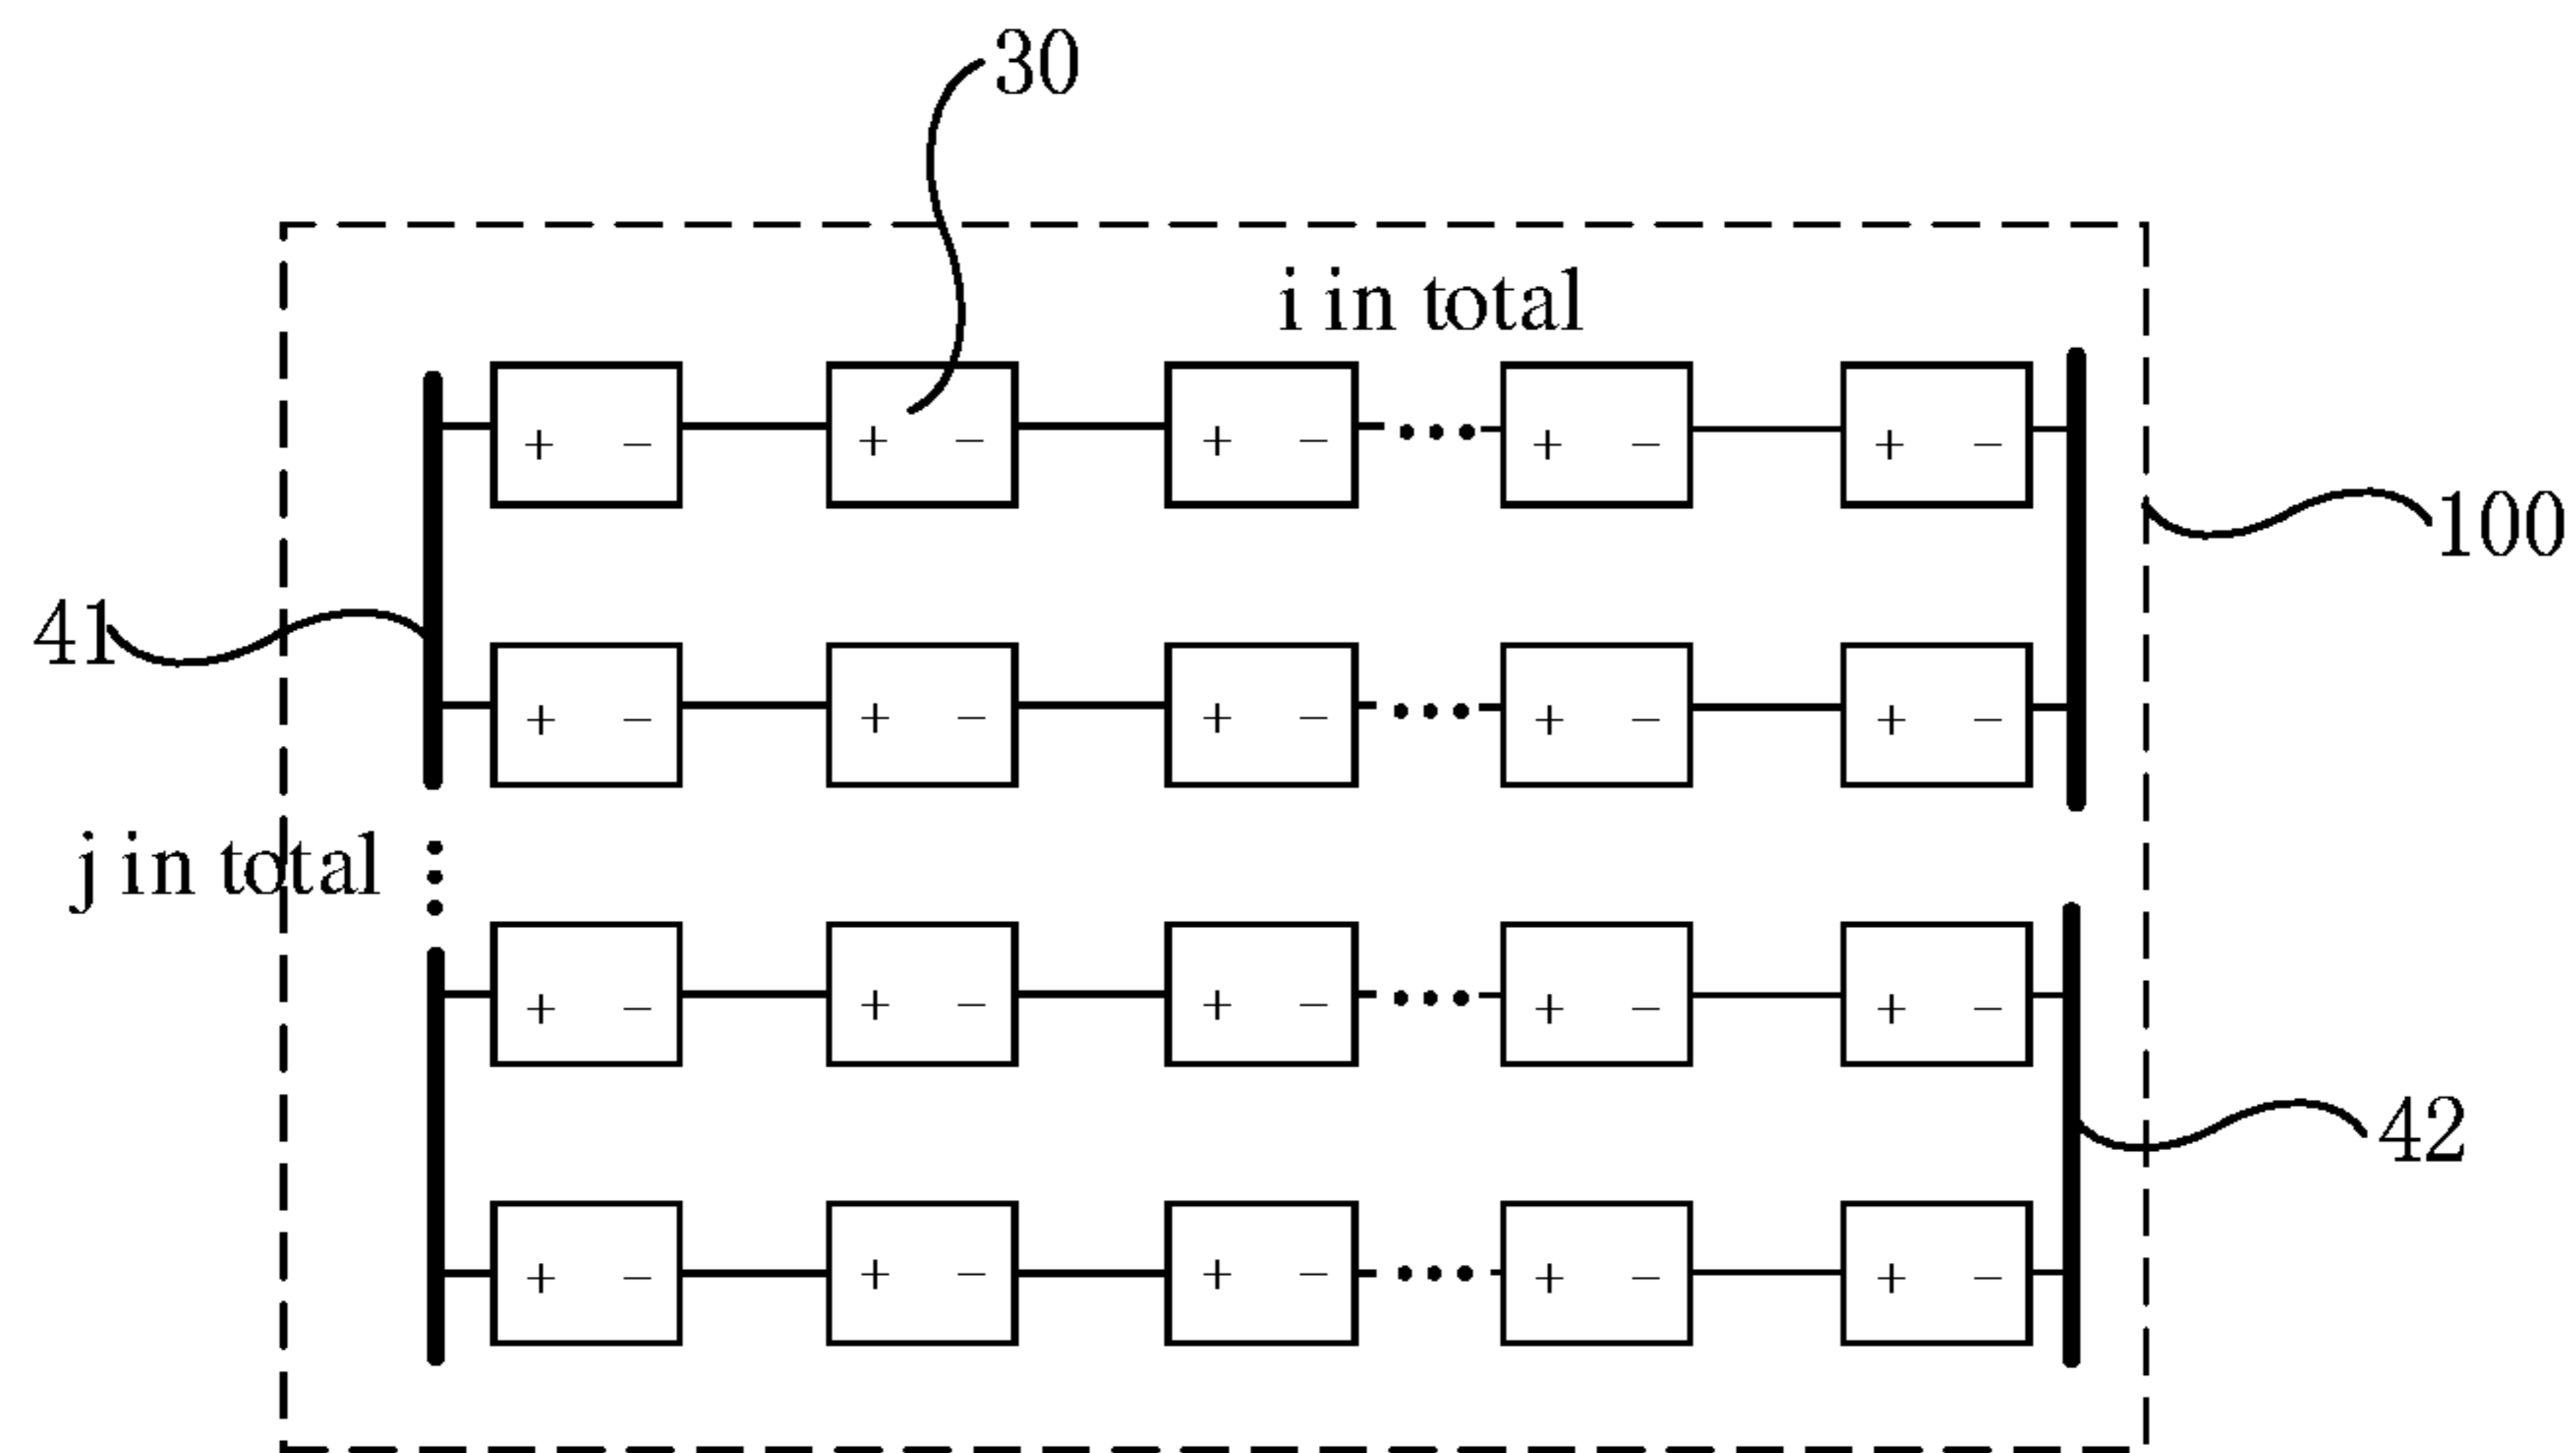 30
i in total
+ − + − + − + − + −
100
41
+ − + − + − + − + −
j in total
+ − + − + − + − + −
42
+ − + − + − + − + −